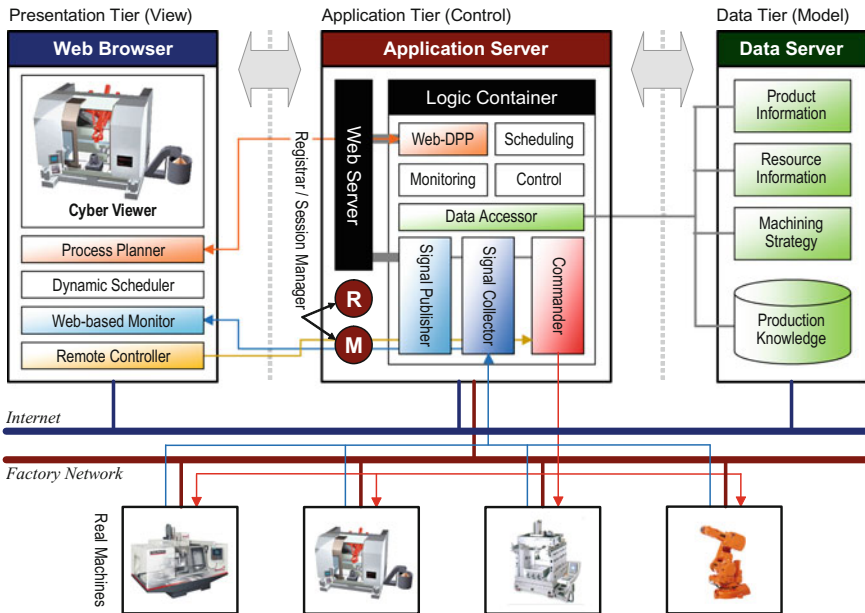 Presentation Tier (View)
Application Tier (Control)
Data Tier (Model)
Web Browser
Application Server
Data Server
Cyber Viewer
Process Planner
Dynamic Scheduler
Web-based Monitor
Remote Controller
Registrar / Session Manager
Web Server
R
M
Logic Container
Web-DPP
Scheduling
Monitoring
Control
Data Accessor
Signal Publisher
Signal Collector
Commander
Product
Information
Resource
Information
Machining
Strategy
Production
Knowledge
Internet
Factory Network
Real Machines